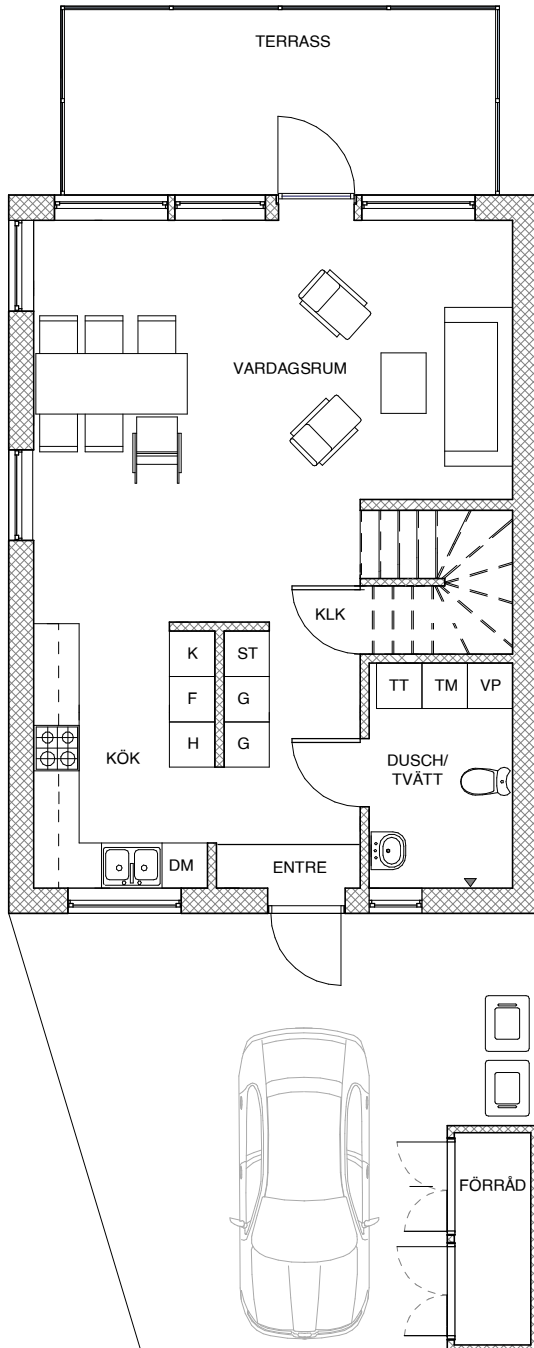 TERRASS
VARDAGSRUM
KLK
K
ST
F
G
H
G
TT
TM
VP
KÖK
DUSCH/
TVÄTT
DM
ENTRE
FÖRRÅD